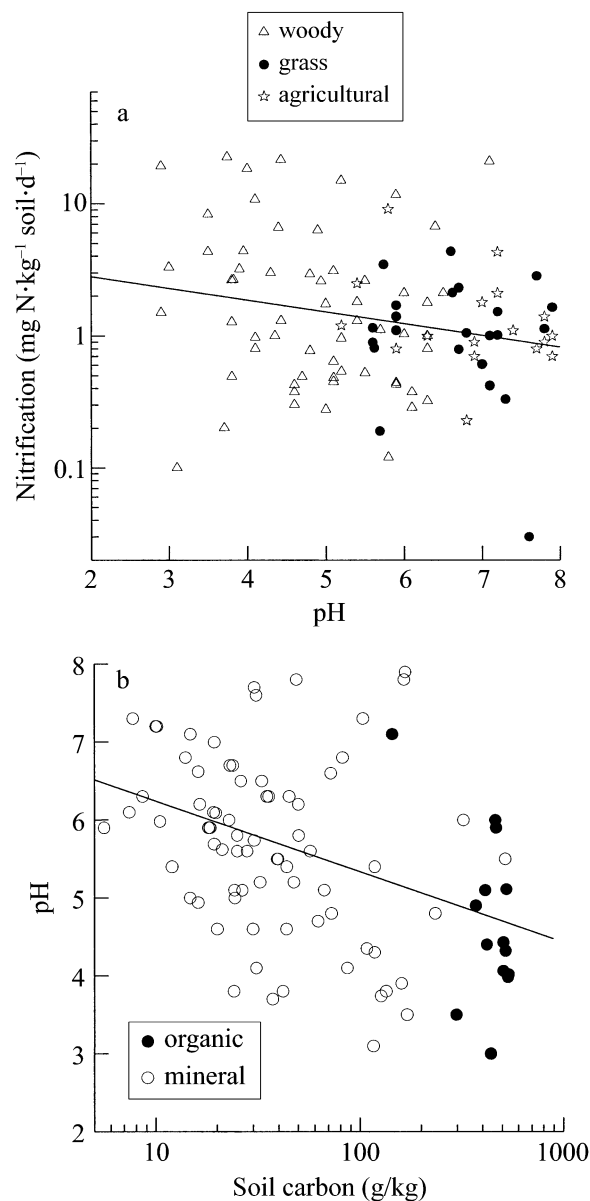 woody
grass
agricultural
a
Nitrification (mg N·kg⁻¹ soil·d⁻¹)
10
1
0.1
2 3 4 5 6 7 8
pH
b
pH
8
7
6
5
4
3
2
organic
mineral
10 100 1000
Soil carbon (g/kg)